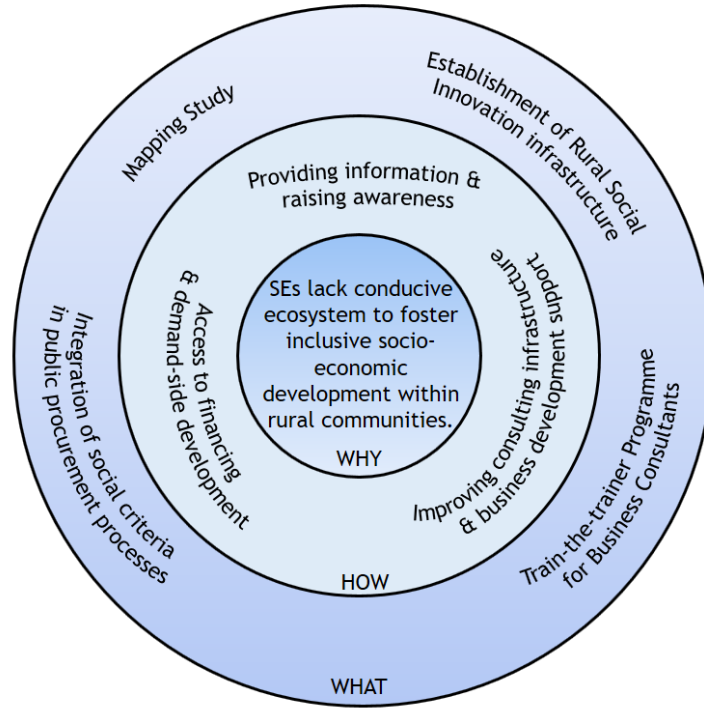 Mapping Study
Establishment of Rural Social
Innovation infrastructure
Providing information &
raising awareness
SEs lack conducive
ecosystem to foster
inclusive socio-
economic
development within
rural communities.
WHY
Access to financing
& demand-side development
Improving consulting infrastructure
& business development support
HOW
Integration of social criteria
in public procurement processes
Train-the-trainer Programme
for Business Consultants
WHAT